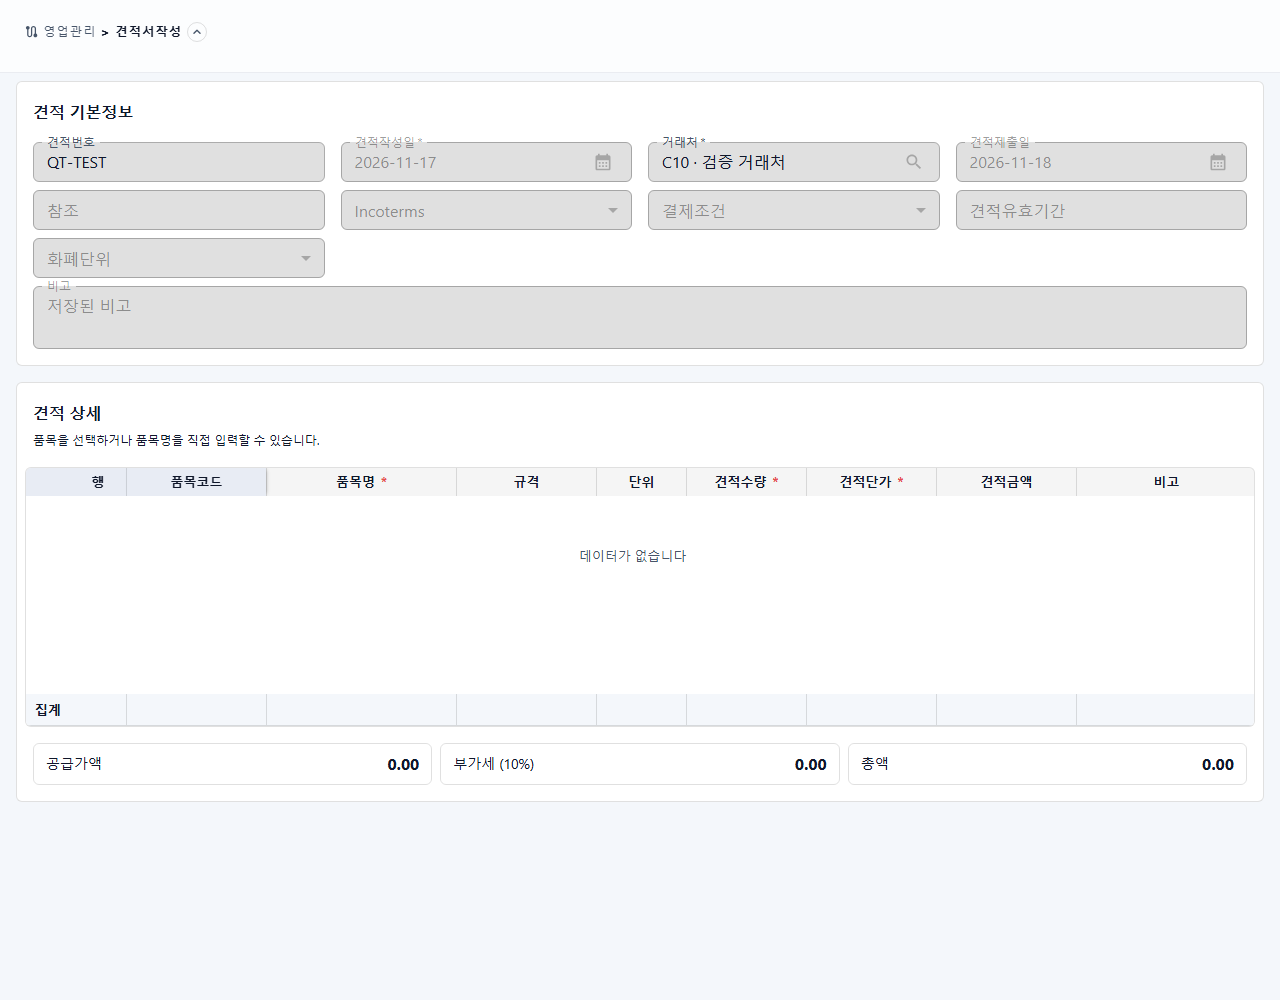 영업관리 > 견적서작성
견적 기본정보
견적번호 견적작성일 * 거래처 * 견적제출일
QT-TEST 2026-11-17 C10 · 검증 거래처 2026-11-18
참조 Incoterms 결제조건 견적유효기간
화폐단위
비고
저장된 비고
견적 상세
품목을 선택하거나 품목명을 직접 입력할 수 있습니다.
행 품목코드 품목명 * 규격 단위 견적수량 * 견적단가 * 견적금액 비고
데이터가 없습니다
집계
공급가액 0.00 부가세 (10%) 0.00 총액 0.00